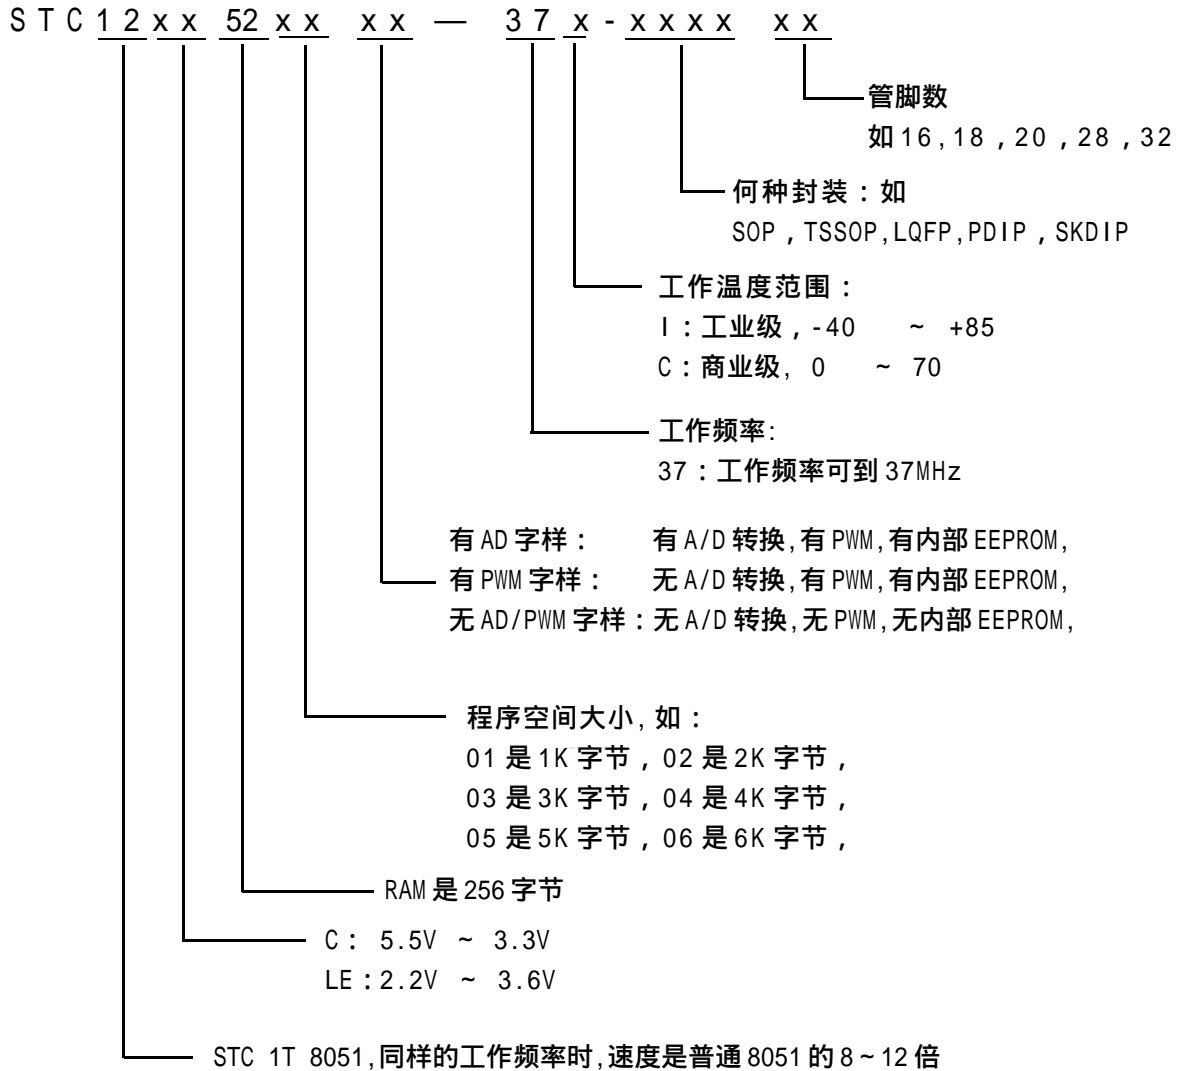 STC12xx52xx xx — 37x-xxxx xx
管脚数
如16,18，20，28，32
何种封装：如
SOP，TSSOP,LQFP,PDIP，SKDIP
工作温度范围：
I：工业级，-40 ~ +85
C：商业级, 0 ~ 70
工作频率:
37：工作频率可到37MHz
有AD字样： 有A/D转换,有PWM,有内部EEPROM,
有PWM字样： 无A/D转换,有PWM,有内部EEPROM,
无AD/PWM字样：无A/D转换,无PWM,无内部EEPROM,
程序空间大小,如：
01是1K字节，02是2K字节，
03是3K字节，04是4K字节，
05是5K字节，06是6K字节，
RAM是256字节
C： 5.5V ~ 3.3V
LE：2.2V ~ 3.6V
STC 1T 8051,同样的工作频率时,速度是普通8051的8~12倍